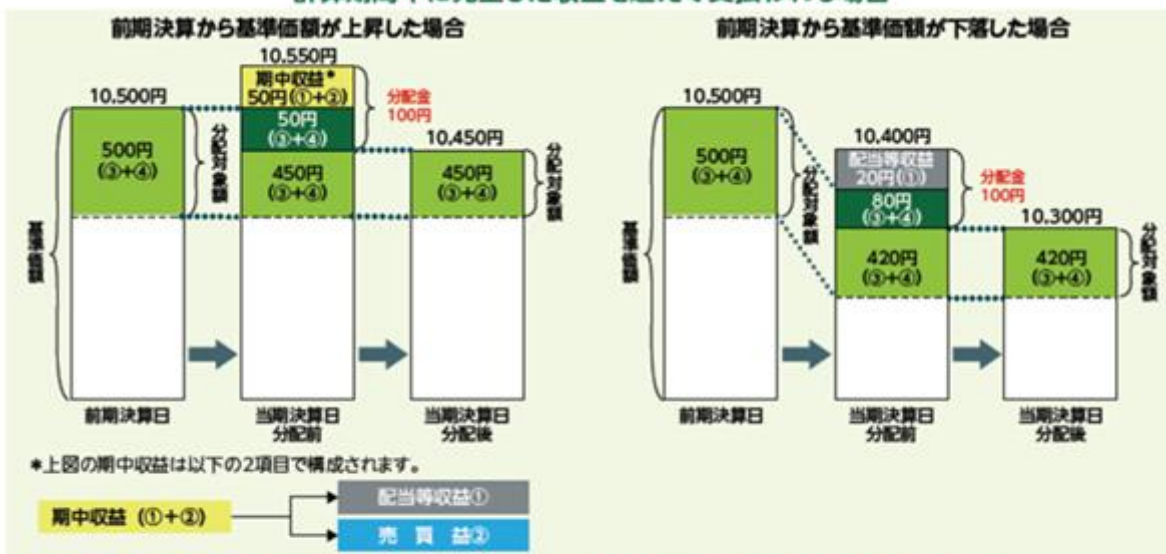 前期決算から基準価額が上昇した場合
10,500円
500円
(③+④)
分配対象額
基準価額
前期決算日
10,550円
期中収益*
50円(①+②)
50円
(③+④)
450円
(③+④)
分配金
100円
当期決算日
分配前
10,450円
450円
(③+④)
分配対象額
当期決算日
分配後
前期決算から基準価額が下落した場合
10,500円
500円
(③+④)
分配対象額
基準価額
前期決算日
10,400円
配当等収益
20円(①)
80円
(③+④)
420円
(③+④)
分配金
100円
当期決算日
分配前
10,300円
420円
(③+④)
分配対象額
当期決算日
分配後
*上図の期中収益は以下の2項目で構成されます。
期中収益 (①+②)
配当等収益①
売 買 益②